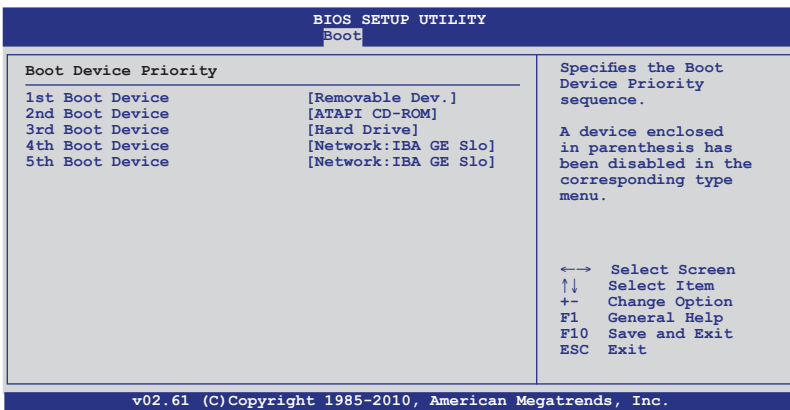 BIOS SETUP UTILITY
Boot
Boot Device Priority
1st Boot Device [Removable Dev.]
2nd Boot Device [ATAPI CD-ROM]
3rd Boot Device [Hard Drive]
4th Boot Device [Network:IBA GE Slo]
5th Boot Device [Network:IBA GE Slo]
Specifies the Boot
Device Priority
sequence.
A device enclosed
in parenthesis has
been disabled in the
corresponding type
menu.
←→ Select Screen
↑↓ Select Item
+- Change Option
F1 General Help
F10 Save and Exit
ESC Exit
v02.61 (C)Copyright 1985-2010, American Megatrends, Inc.